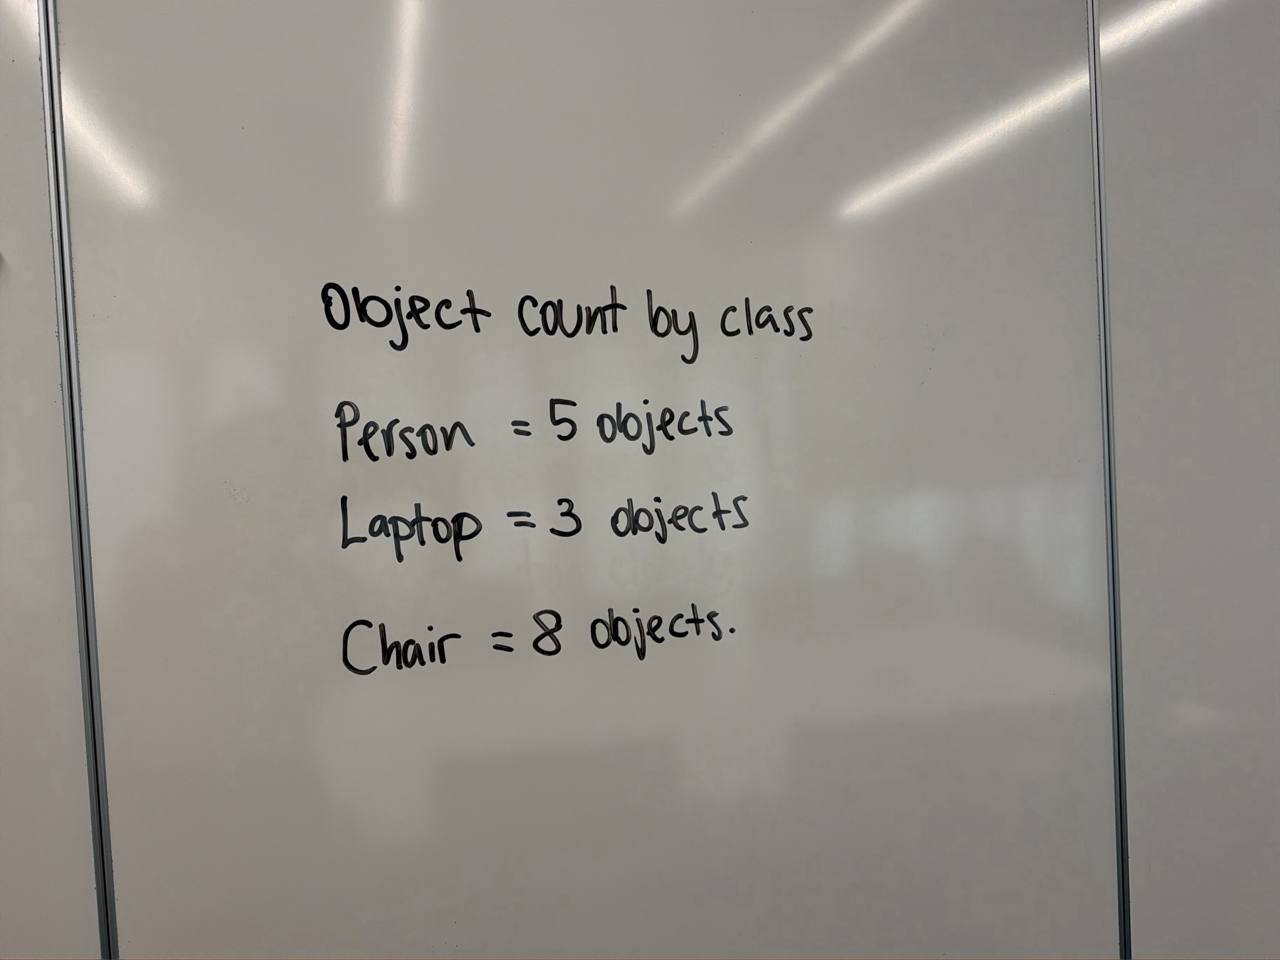 Object count by class
Person = 5 objects
Laptop = 3 objects
Chair = 8 objects.